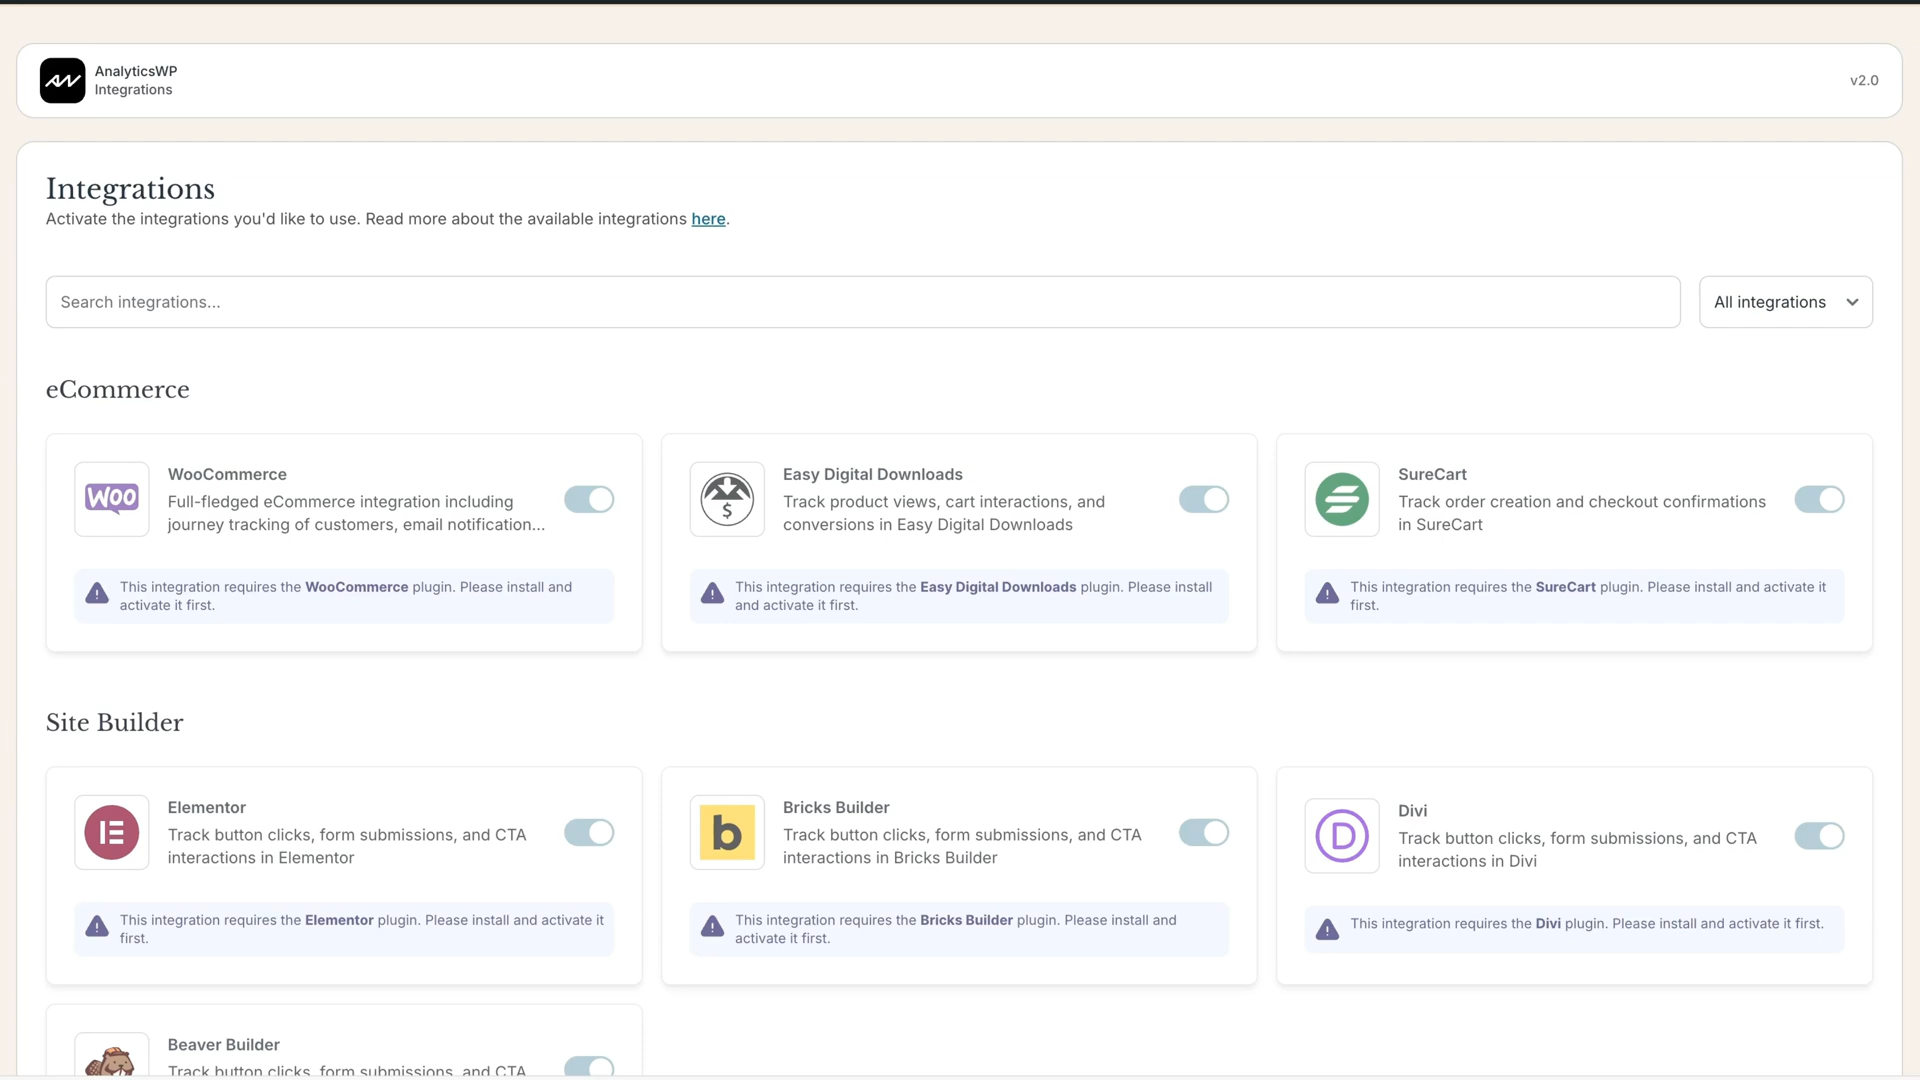 AnalyticsWP
Integrations
v2.0
Integrations
Activate the integrations you'd like to use. Read more about the available integrations here.
Search integrations...
All integrations
eCommerce
WOO
WooCommerce
Full-fledged eCommerce integration including
journey tracking of customers, email notification...
This integration requires the WooCommerce plugin. Please install and
activate it first.
$
Easy Digital Downloads
Track product views, cart interactions, and
conversions in Easy Digital Downloads
This integration requires the Easy Digital Downloads plugin. Please install
and activate it first.
SureCart
Track order creation and checkout confirmations
in SureCart
This integration requires the SureCart plugin. Please install and activate it
first.
Site Builder
Elementor
Track button clicks, form submissions, and CTA
interactions in Elementor
This integration requires the Elementor plugin. Please install and activate it
first.
b
Bricks Builder
Track button clicks, form submissions, and CTA
interactions in Bricks Builder
This integration requires the Bricks Builder plugin. Please install and
activate it first.
D
Divi
Track button clicks, form submissions, and CTA
interactions in Divi
This integration requires the Divi plugin. Please install and activate it first.
Beaver Builder
Track button clicks, form submissions, and CTA